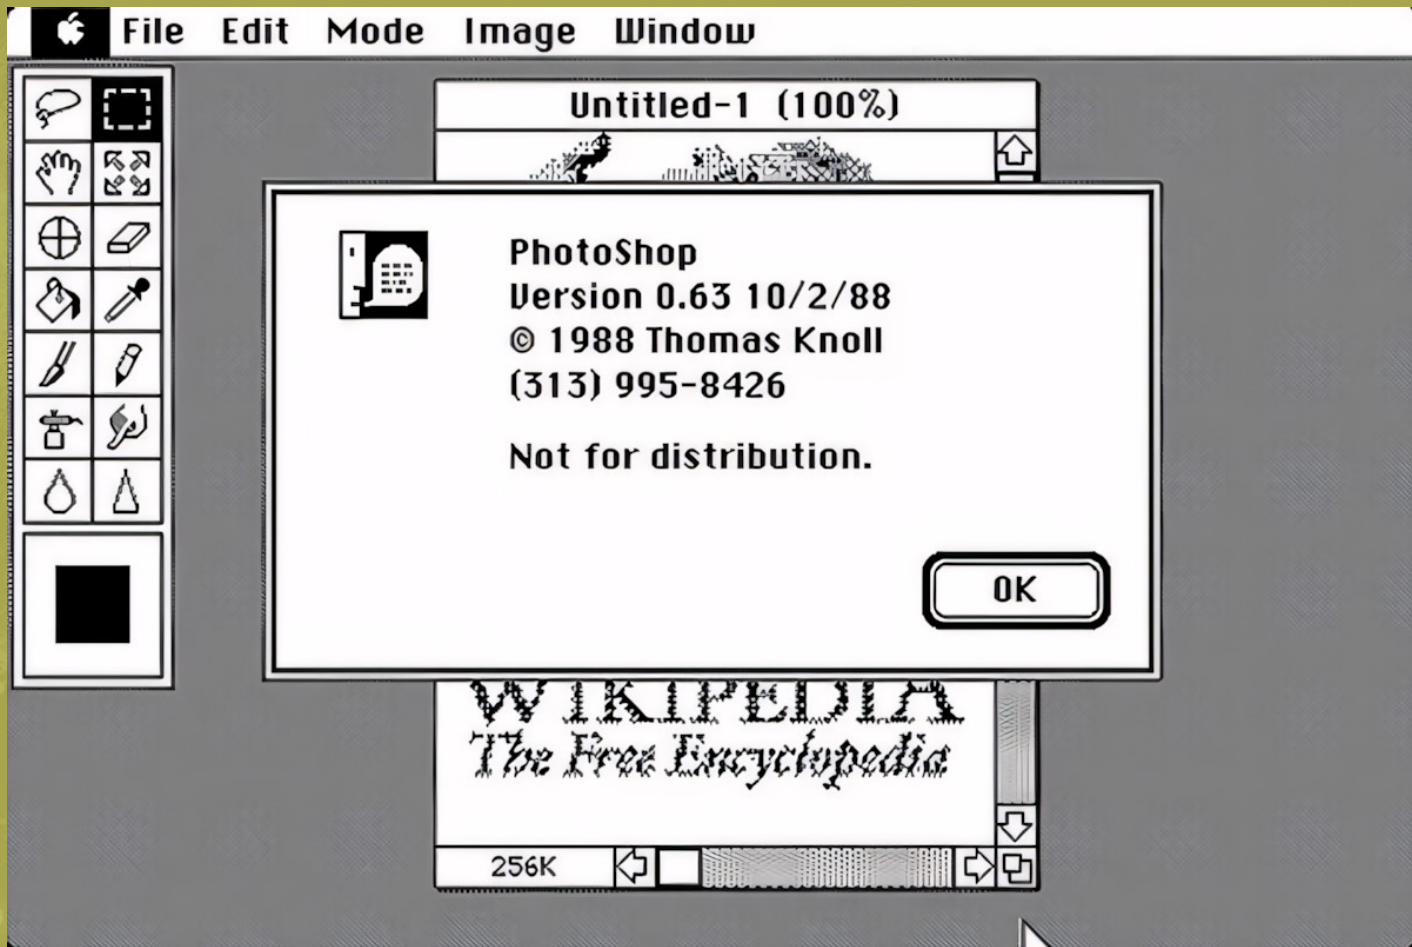 File Edit Mode Image Window
Untitled-1 (100%)
PhotoShop
Version 0.63 10/2/88
© 1988 Thomas Knoll
(313) 995-8426
Not for distribution.
OK
WIKIPEDIA
The Free Encyclopedia
256K